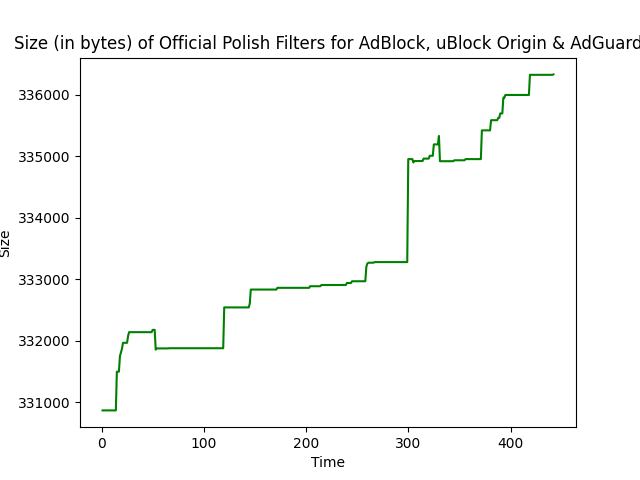 Size (in bytes) of Official Polish Filters for AdBlock, uBlock Origin & AdGuard
336000
335000
334000
333000
332000
331000
Size
0 100 200 300 400
Time